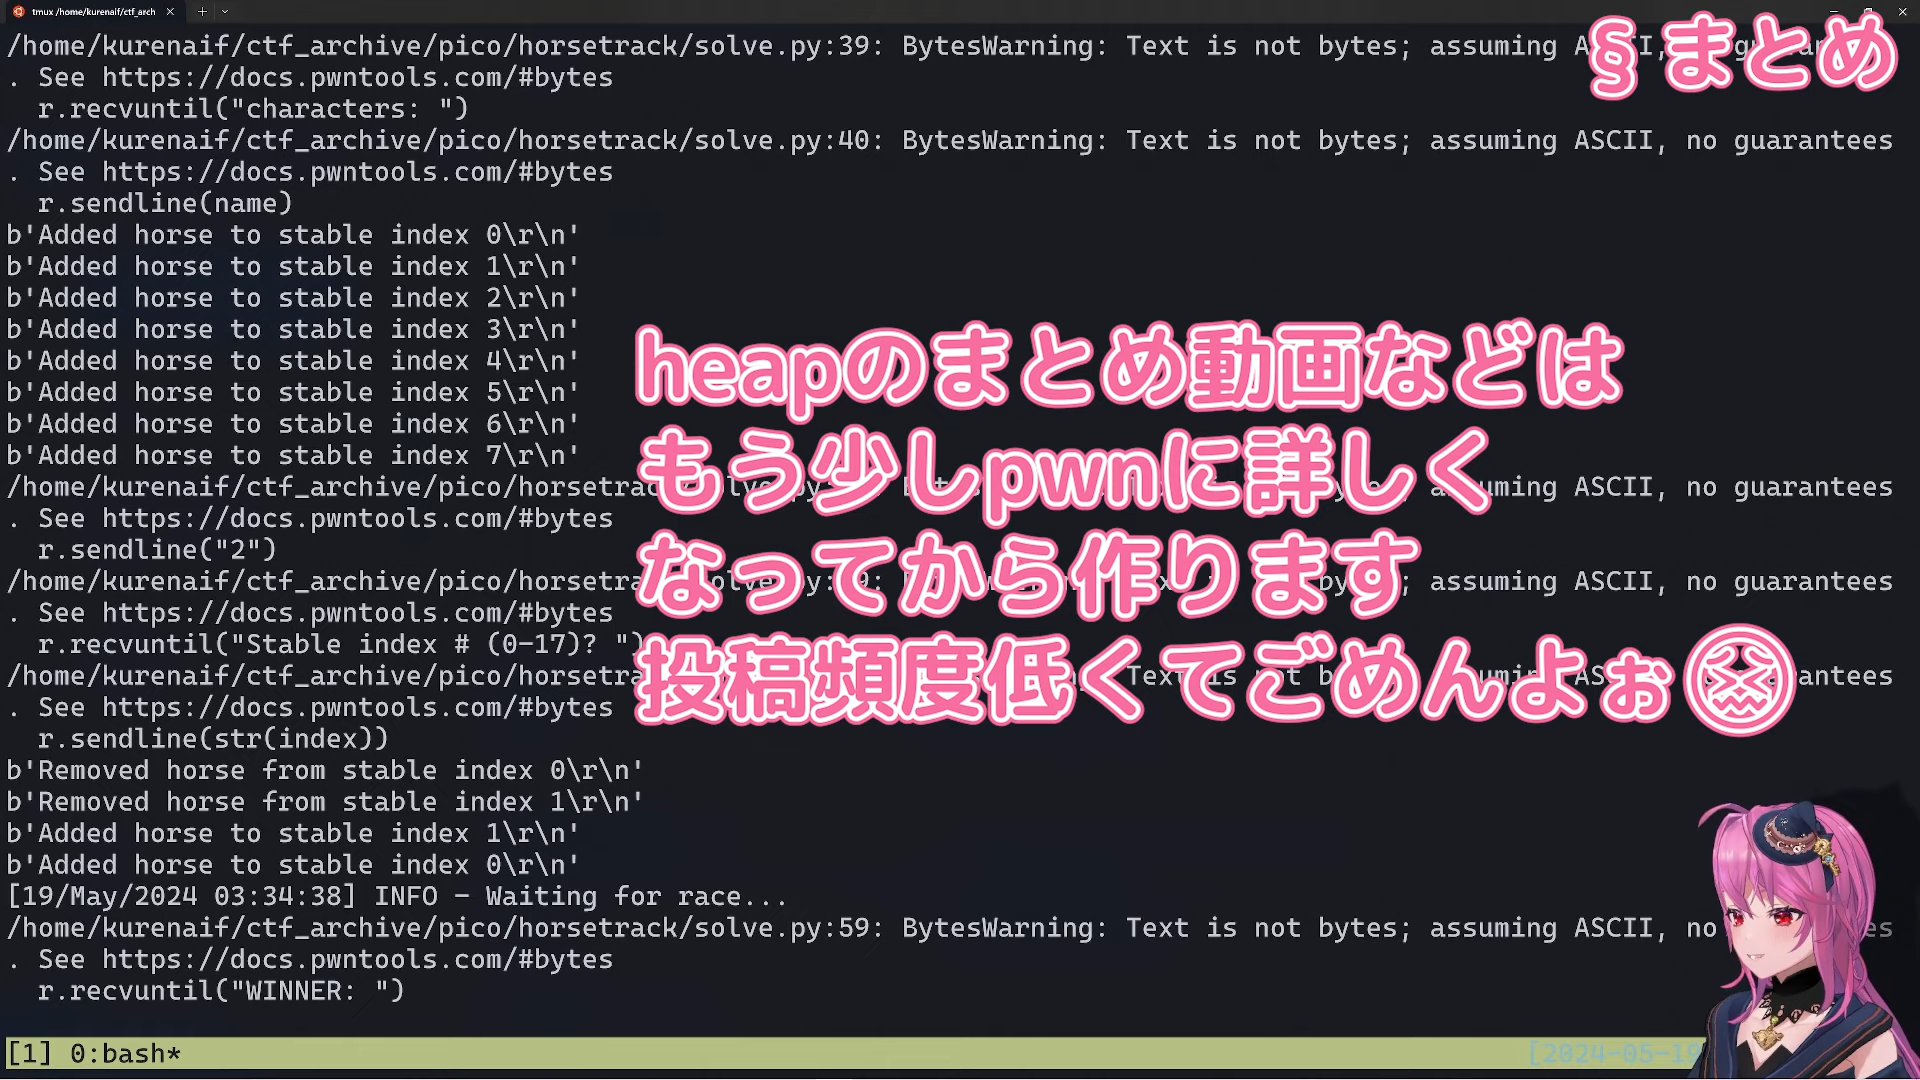 tmux /home/kurenaif/ctf_arch
/home/kurenaif/ctf_archive/pico/horsetrack/solve.py:39: BytesWarning: Text is not bytes; assuming ASCII,
§まとめ
. See https://docs.pwntools.com/#bytes
r.recvuntil("characters: ")
/home/kurenaif/ctf_archive/pico/horsetrack/solve.py:40: BytesWarning: Text is not bytes; assuming ASCII, no guarantees
. See https://docs.pwntools.com/#bytes
r.sendline(name)
b'Added horse to stable index 0\r\n'
b'Added horse to stable index 1\r\n'
b'Added horse to stable index 2\r\n'
b'Added horse to stable index 3\r\n'
b'Added horse to stable index 4\r\n'
b'Added horse to stable index 5\r\n'
b'Added horse to stable index 6\r\n'
b'Added horse to stable index 7\r\n'
heapのまとめ動画などは
もう少しpwnに詳しく
なってから作ります
投稿頻度低くてごめんよぉ😖
/home/kurenaif/ctf_archive/pico/horsetrack assuming ASCII, no guarantees
. See https://docs.pwntools.com/#bytes
r.sendline("2")
/home/kurenaif/ctf_archive/pico/horsetrack assuming ASCII, no guarantees
. See https://docs.pwntools.com/#bytes
r.recvuntil("Stable index # (0-17)? ")
/home/kurenaif/ctf_archive/pico/horsetrack guarantees
. See https://docs.pwntools.com/#bytes
r.sendline(str(index))
b'Removed horse from stable index 0\r\n'
b'Removed horse from stable index 1\r\n'
b'Added horse to stable index 1\r\n'
b'Added horse to stable index 0\r\n'
[19/May/2024 03:34:38] INFO - Waiting for race...
/home/kurenaif/ctf_archive/pico/horsetrack/solve.py:59: BytesWarning: Text is not bytes; assuming ASCII, no
. See https://docs.pwntools.com/#bytes
r.recvuntil("WINNER: ")
[1] 0:bash*
[2024-05-19